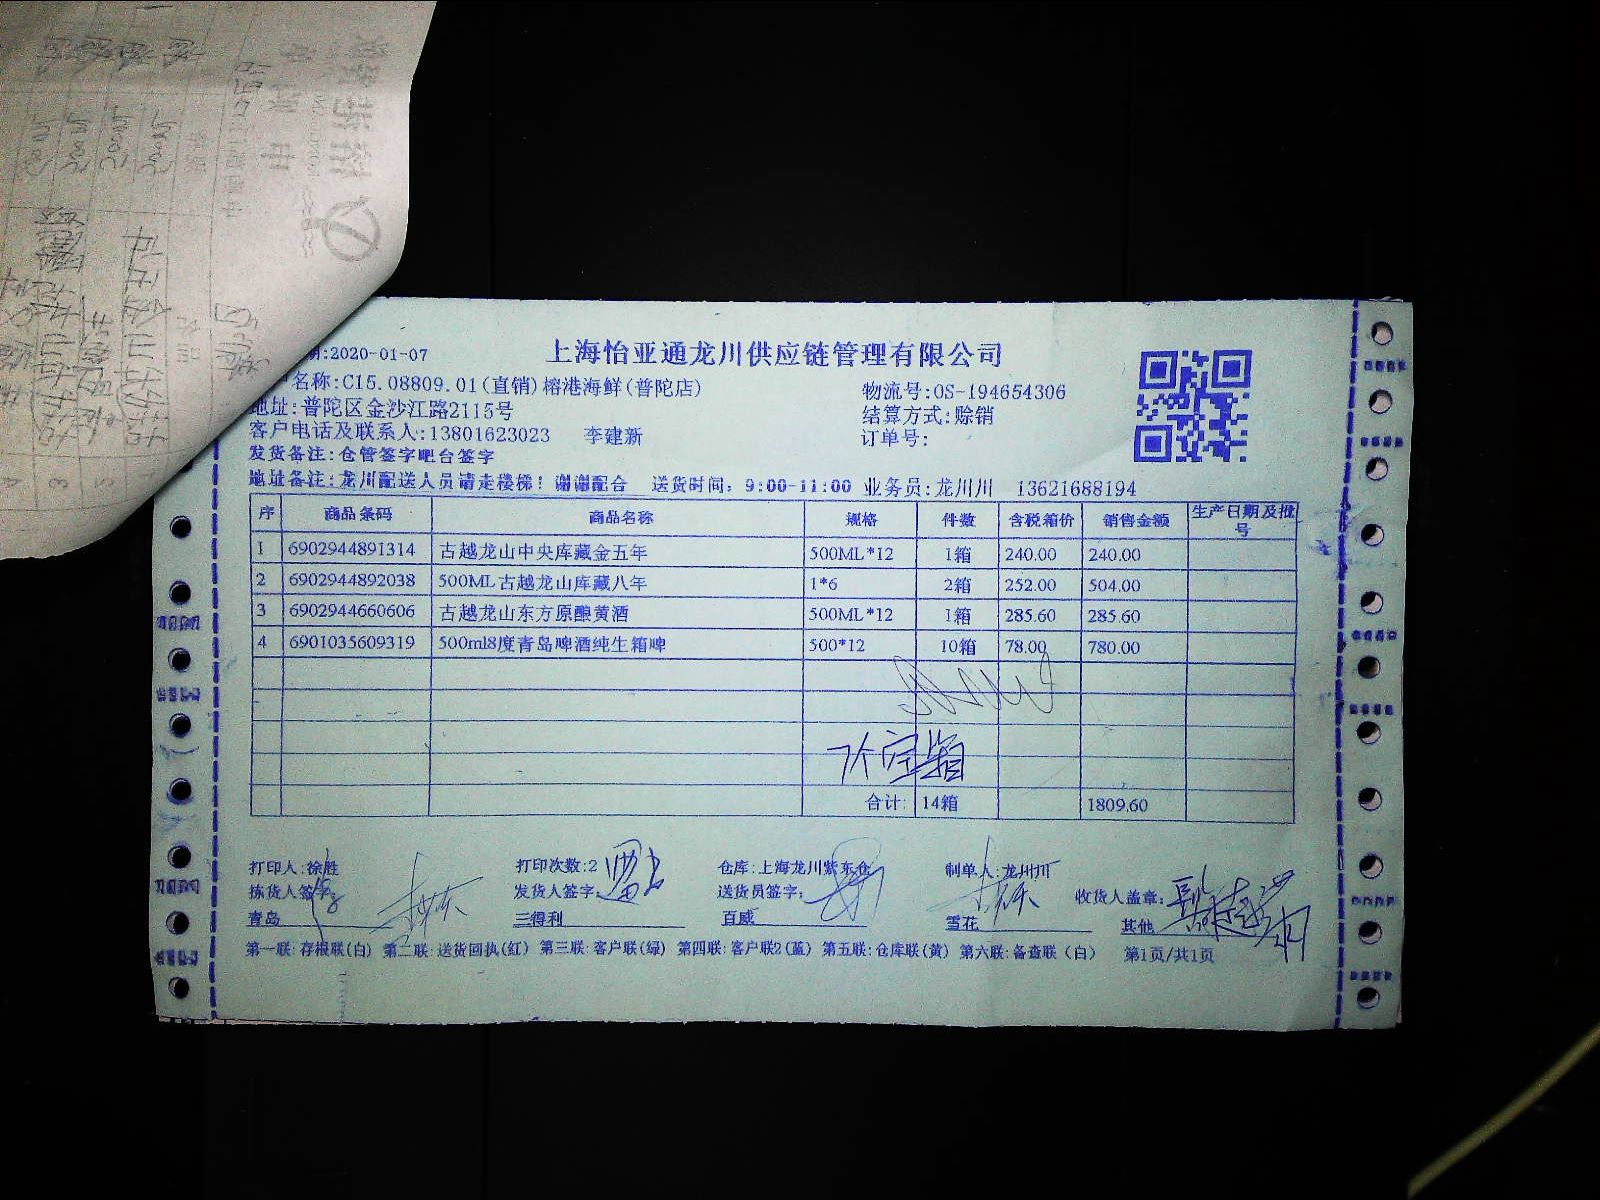 :2020-01-07
上海怡亚通龙川供应链管理有限公司
名称:C15.08809.01(直销)榕港海鲜(普陀店)
物流号:OS-194654306
地址:普陀区金沙江路2115号
结算方式:赊销
客户电话及联系人:13801623023 李建新
订单号:
发货备注:仓管签字吧台签字
地址备注:龙川配送人员请走楼梯！谢谢配合 送货时间：9:00-11:00 业务员:龙川川 13621688194
序 商品条码 商品名称 规格 件数 含税箱价 销售金额 生产日期及批号
1 6902944891314 古越龙山中央库藏金五年 500ML*12 1箱 240.00 240.00
2 6902944892038 500ML古越龙山库藏八年 1*6 2箱 252.00 504.00
3 6902944660606 古越龙山东方原酿黄酒 500ML*12 1箱 285.60 285.60
4 6901035609319 500ml8度青岛啤酒纯生箱啤 500*12 10箱 78.00 780.00
7个空箱
合计: 14箱 1809.60
打印人:徐胜 打印次数:2 仓库:上海龙川紫东仓 制单人:龙川川
拣货人签字: 发货人签字: 送货员签字: 收货人盖章:
青岛 三得利 百威 雪花 其他
第一联:存根联(白) 第二联:送货回执(红) 第三联:客户联(绿) 第四联:客户联2(蓝) 第五联:仓库联(黄) 第六联:备查联(白) 第1页/共1页